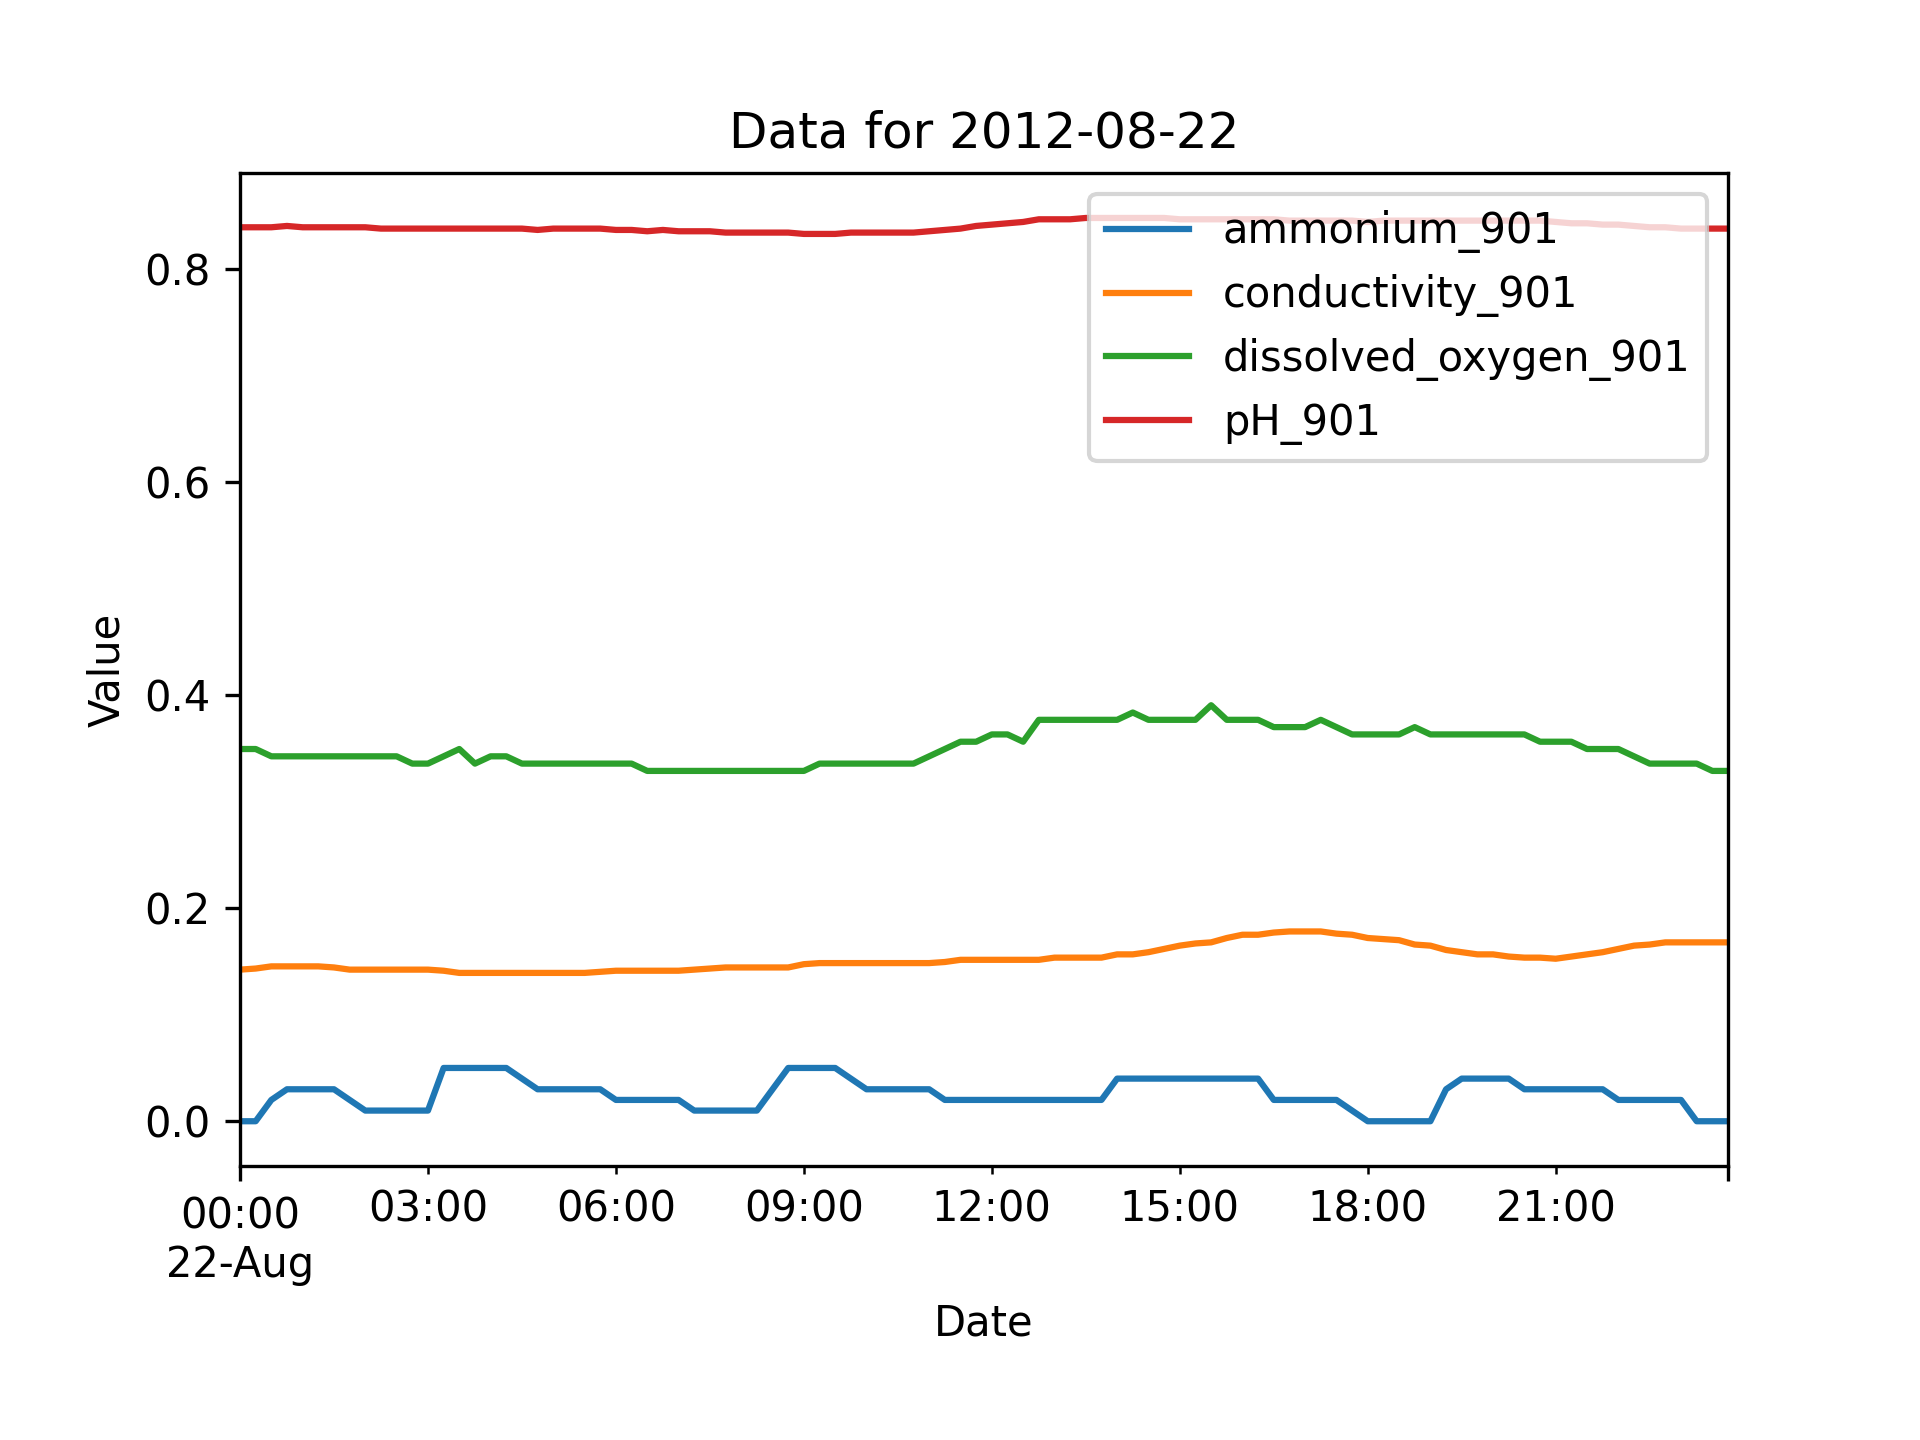 Data for 2012-08-22
ammonium_901
conductivity_901
dissolved_oxygen_901
pH_901
Value
0.8
0.6
0.4
0.2
0.0
00:00 03:00 06:00 09:00 12:00 15:00 18:00 21:00
22-Aug
Date